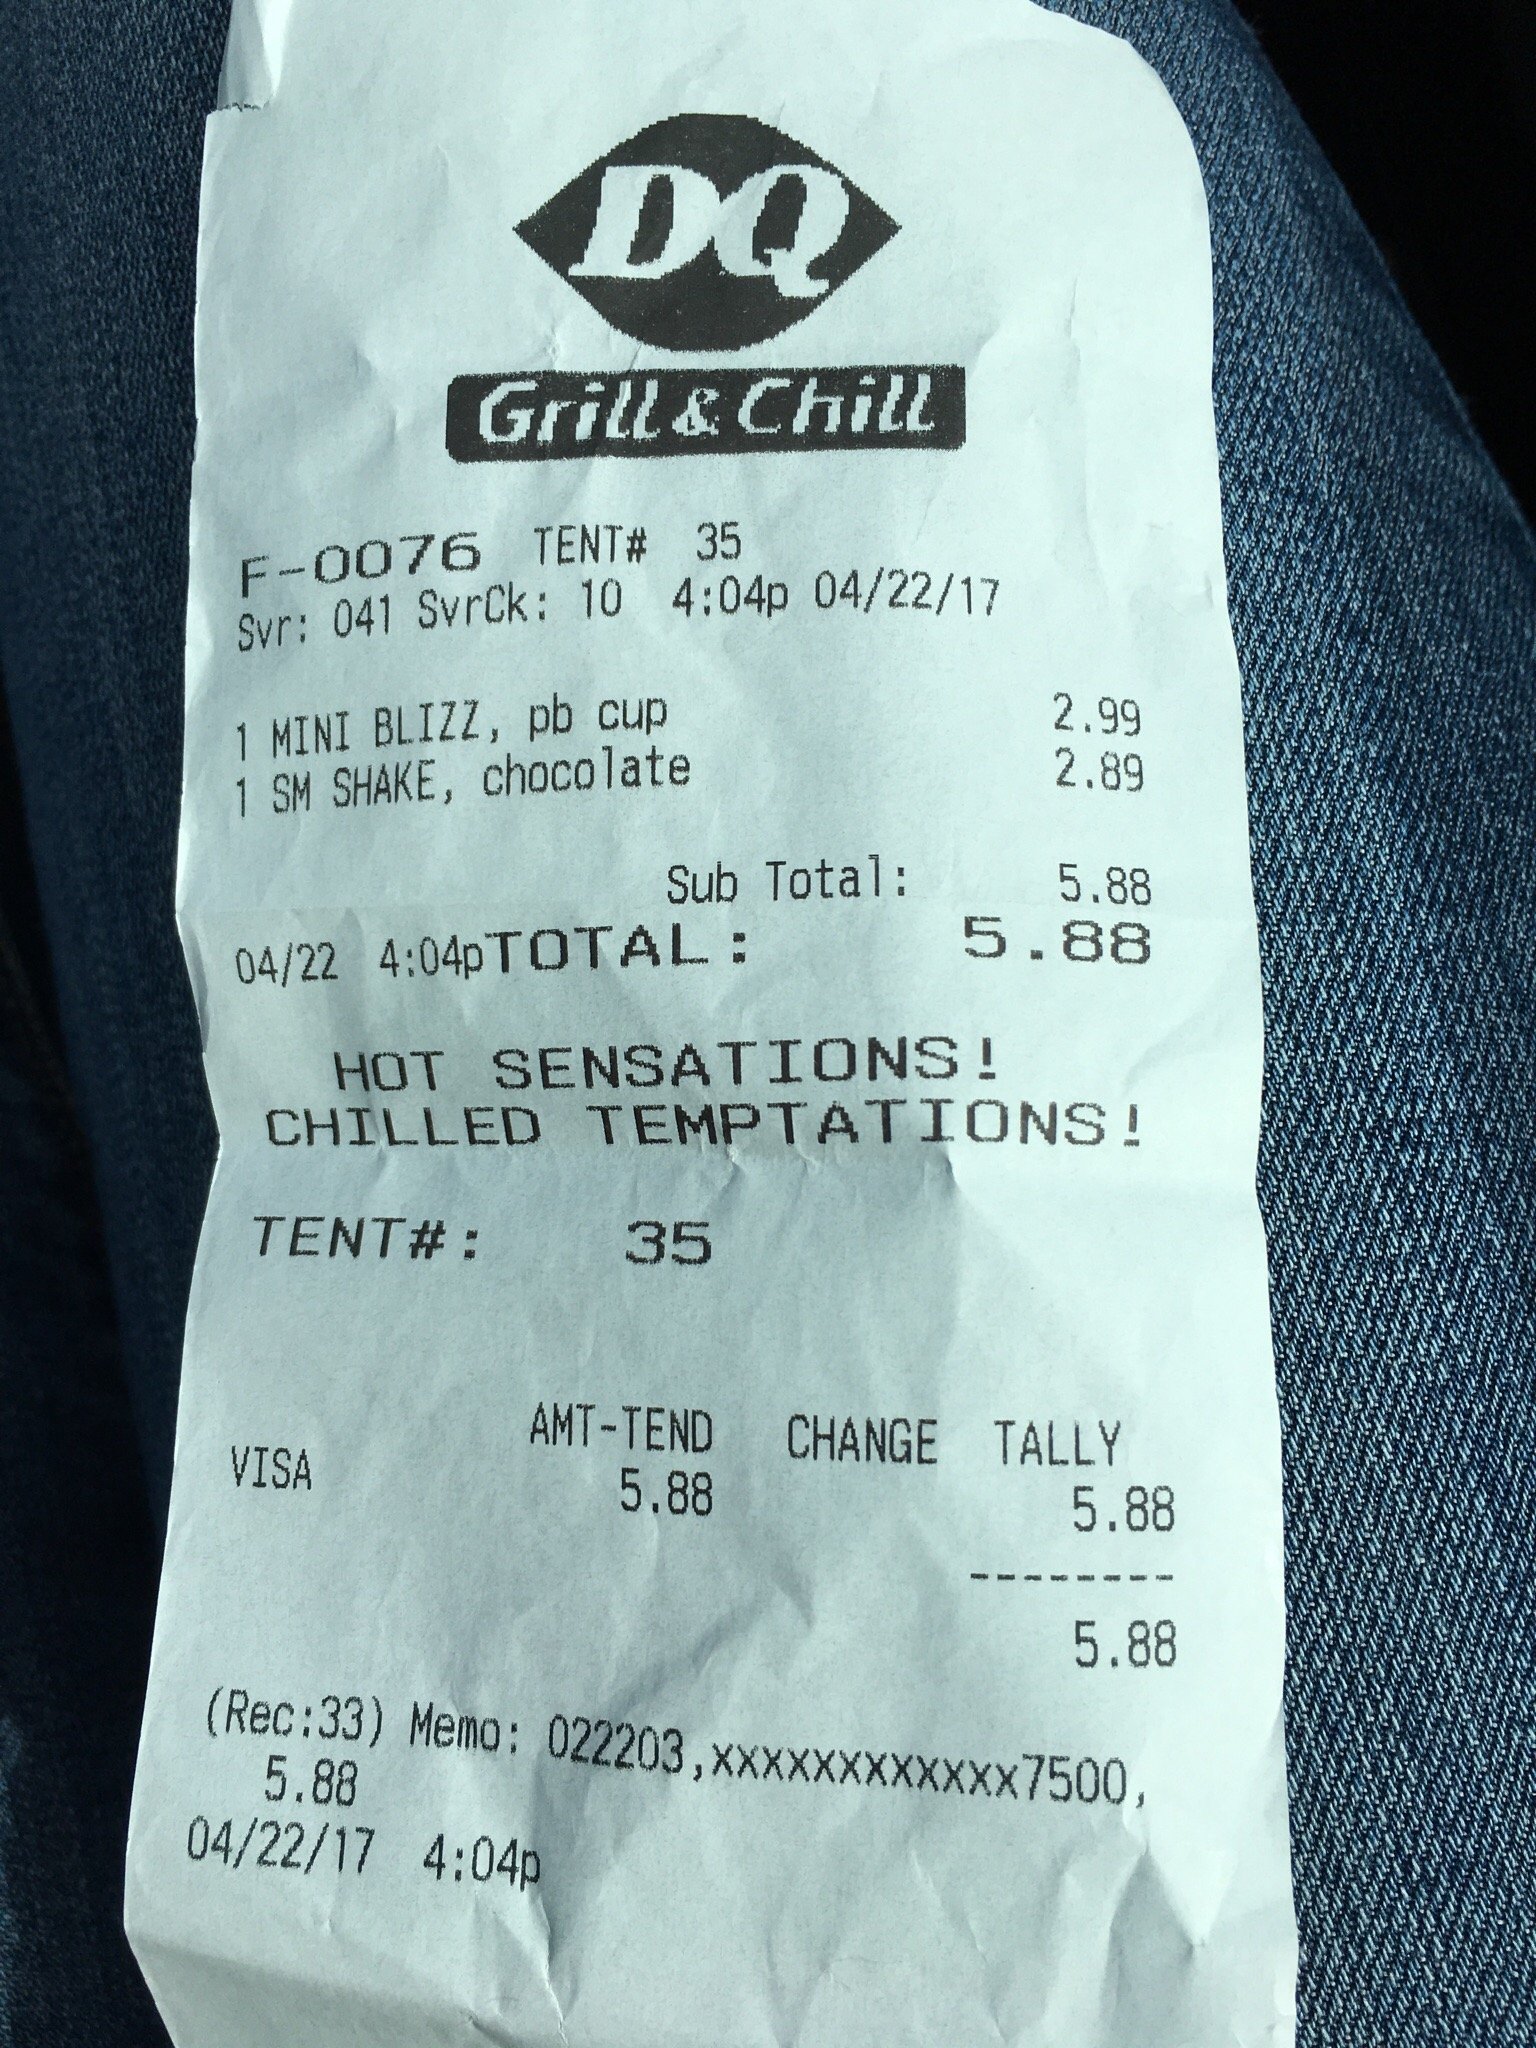 DQ
Grill & Chill
F-0076 TENT# 35
Svr: 041 SvrCk: 10 4:04p 04/22/17
1 MINI BLIZZ, pb cup 2.99
1 SM SHAKE, chocolate 2.89
Sub Total: 5.88
04/22 4:04pTOTAL: 5.88
HOT SENSATIONS!
CHILLED TEMPTATIONS!
TENT#: 35
AMT-TEND CHANGE TALLY
VISA 5.88 5.88
--------
5.88
(Rec:33) Memo: 022203,xxxxxxxxxxxx7500,
5.88
04/22/17 4:04p